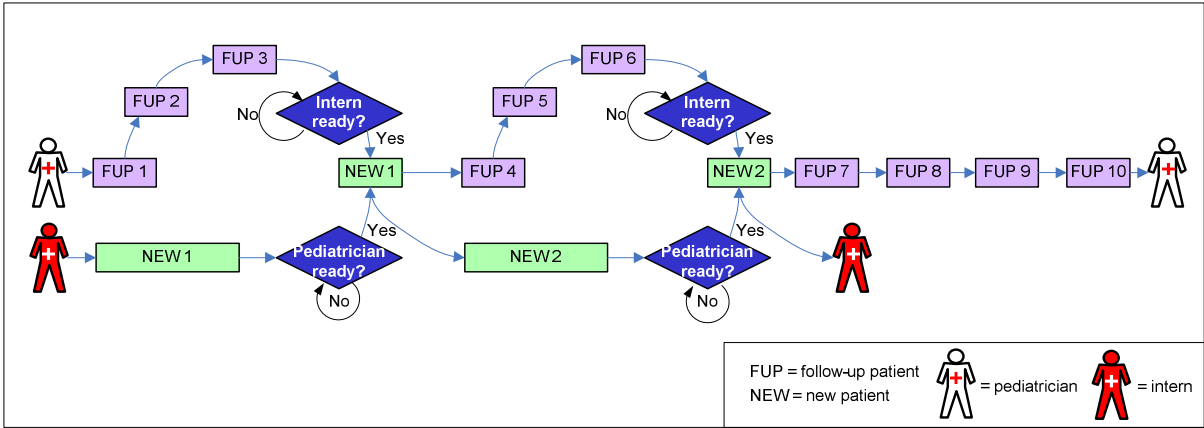 FUP 3
FUP 6
FUP 2
FUP 5
Intern
ready?
No
Yes
Intern
ready?
No
Yes
FUP 1
NEW 1
FUP 4
NEW 2
FUP 7
FUP 8
FUP 9
FUP 10
NEW 1
Pediatrician
ready?
Yes
No
NEW 2
Pediatrician
ready?
Yes
No
FUP = follow-up patient
NEW = new patient
= pediatrician
= intern